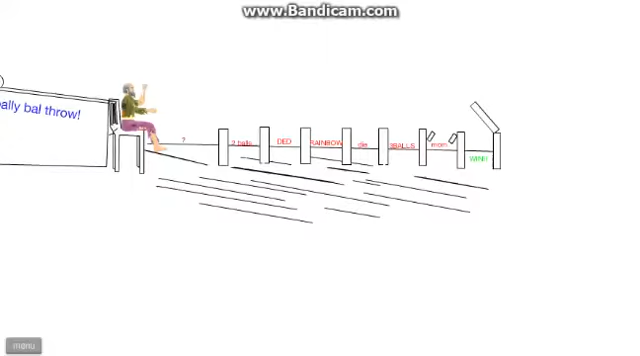 www.Bandicam.com
ally bal throw!
?
2 balls
DED
RAINBOW
die
3BALLS
mom
WIN!!
menu